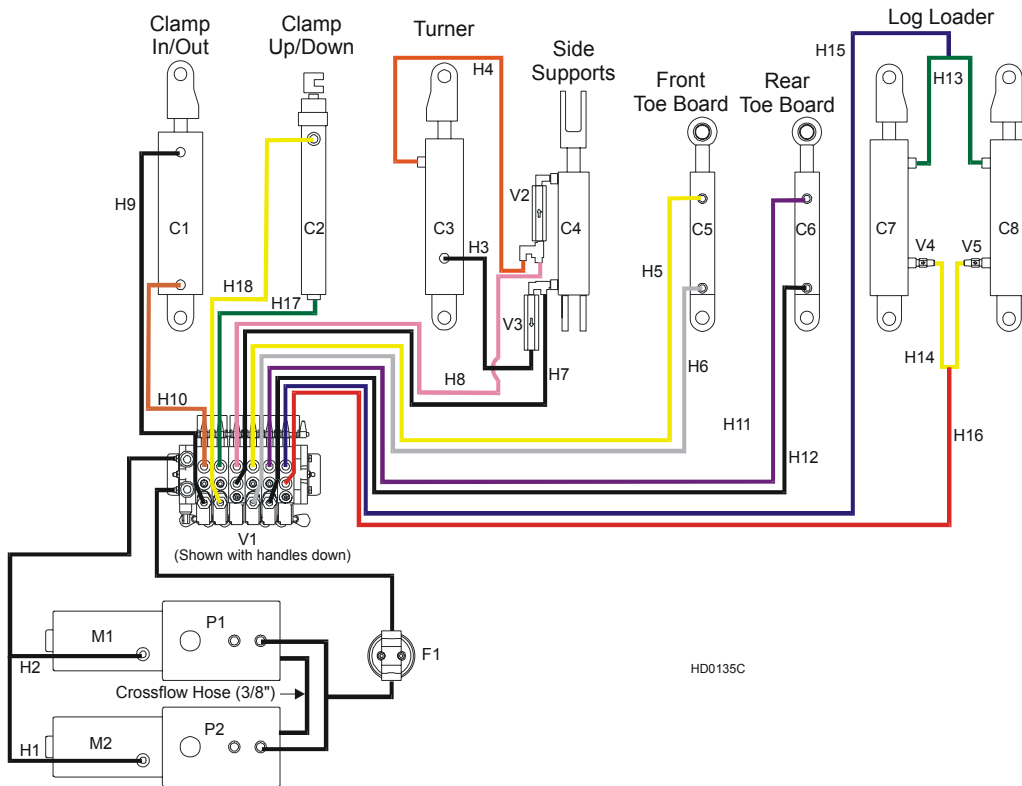 Clamp
In/Out
Clamp
Up/Down
Turner
Side
Supports
Front
Toe Board
Rear
Toe Board
Log Loader
H15
H4
H13
H9
V2
C1
C2
C3
C4
C5
C6
C7
C8
H3
V4
V5
H18
H5
H17
V3
H14
H7
H6
H8
H10
H11
H16
H12
V1
(Shown with handles down)
M1
P1
F1
H2
HD0135C
Crossflow Hose (3/8")
P2
M2
H1